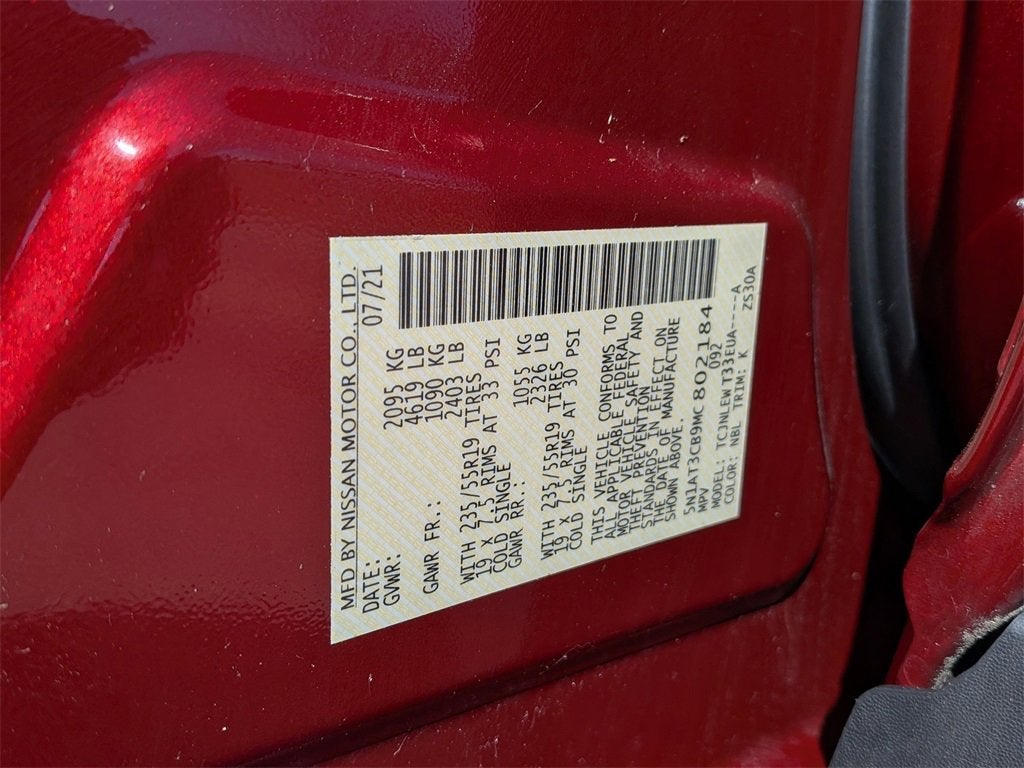 MFD BY NISSAN MOTOR CO., LTD.
DATE: 07/21
GVWR: 2095 KG
4619 LB
GAWR FR.: 1090 KG
2403 LB
WITH 235/55R19 TIRES
19 x 7.5 RIMS AT 33 PSI
COLD SINGLE
GAWR RR.: 1055 KG
2326 LB
WITH 235/55R19 TIRES
19 x 7.5 RIMS AT 30 PSI
COLD SINGLE
THIS VEHICLE CONFORMS TO
ALL APPLICABLE FEDERAL
MOTOR VEHICLE SAFETY AND
THEFT PREVENTION
STANDARDS IN EFFECT ON
THE DATE OF MANUFACTURE
SHOWN ABOVE.
5N1AT3CB9MC802184
MPV 092
MODEL: TCJNLEWT33EUA----A
COLOR: NBL TRIM: K ZS30A